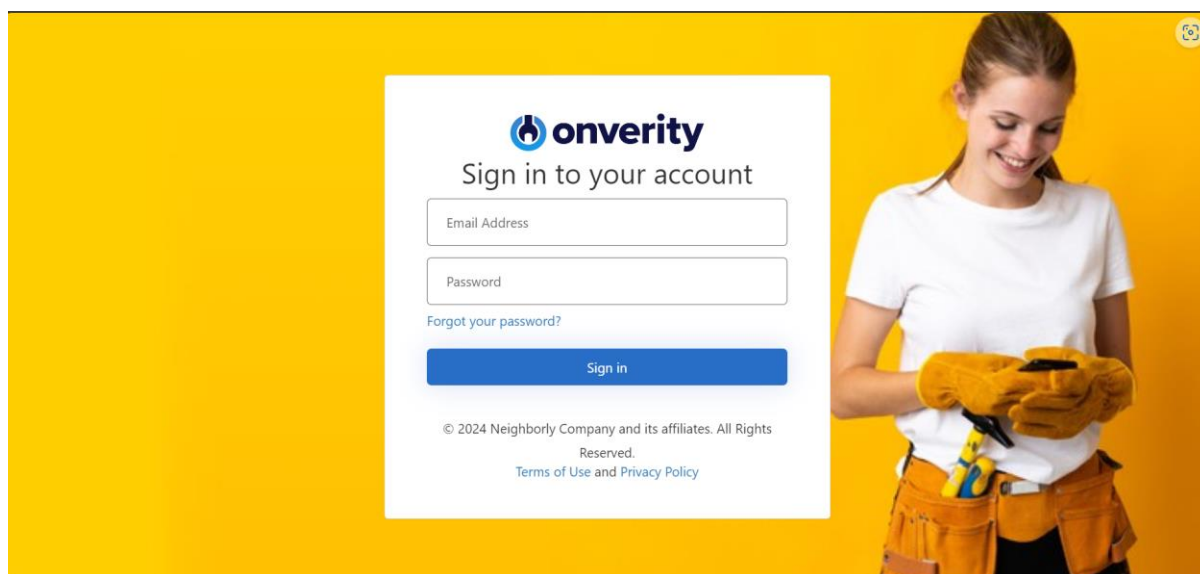 onverity
Sign in to your account
Email Address
Password
Forgot your password?
Sign in
© 2024 Neighborly Company and its affiliates. All Rights
Reserved.
Terms of Use and Privacy Policy